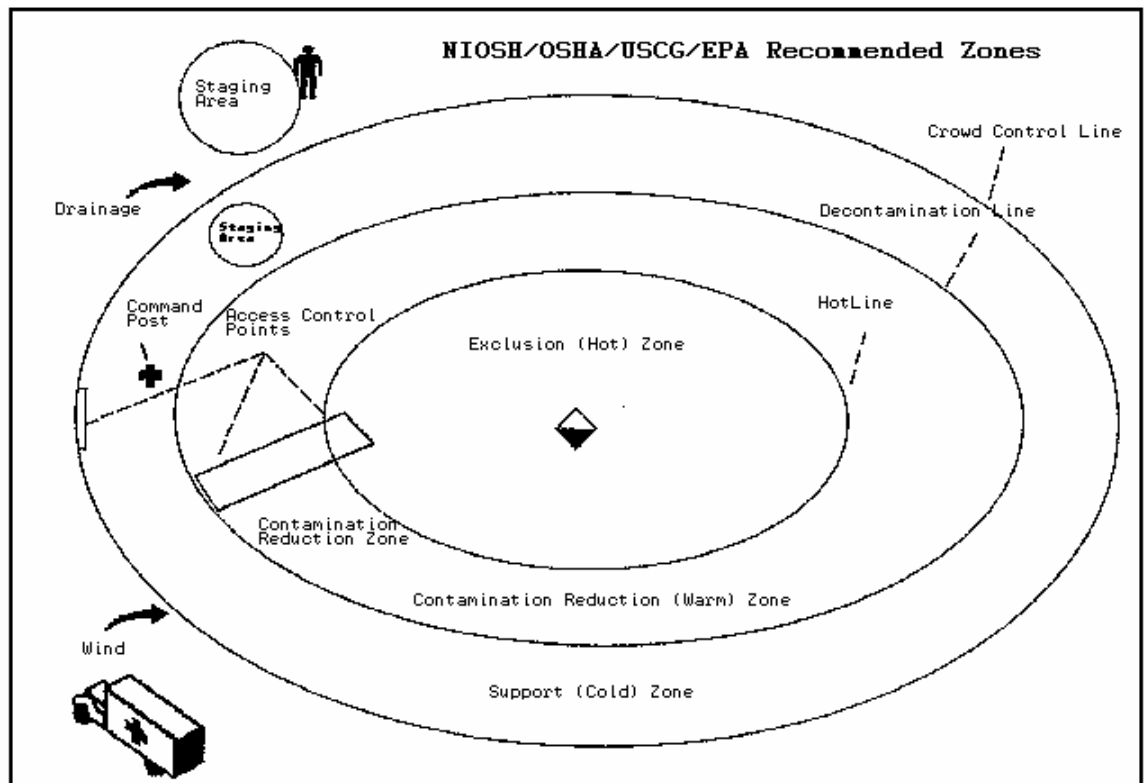 NIOSH/OSHA/USCG/EPA Recommended Zones
Staging
Area
Crowd Control Line
Drainage
Decontamination Line
Staging
Area
Command
Post
Access Control
Points
HotLine
Exclusion (Hot) Zone
Contamination
Reduction Zone
Contamination Reduction (Warm) Zone
Wind
Support (Cold) Zone